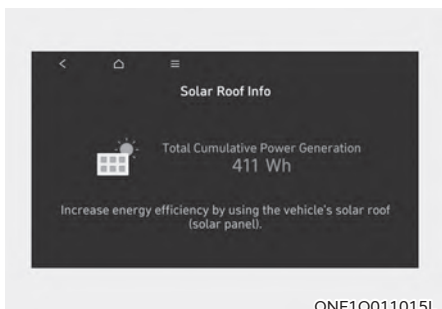 Solar Roof Info
Total Cumulative Power Generation
411 Wh
Increase energy efficiency by using the vehicle's solar roof
(solar panel).
ONE1Q011015L